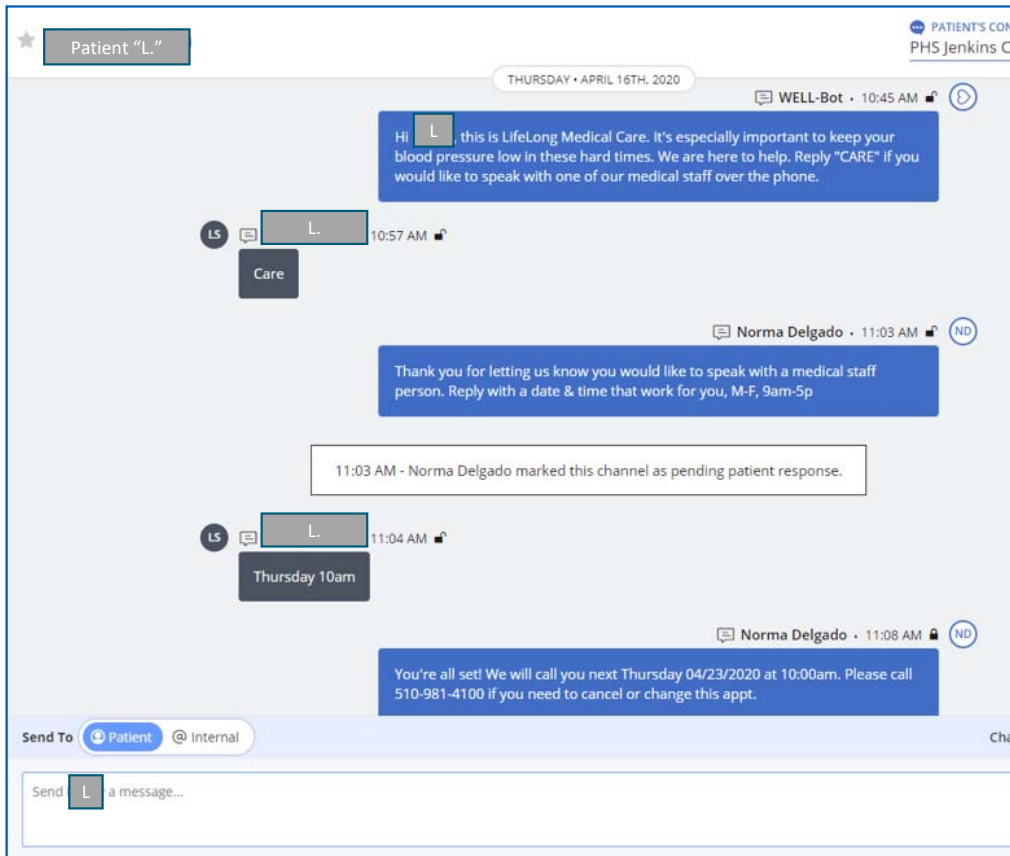 Patient “L.”
PATIENT'S CON
PHS Jenkins C
THURSDAY • APRIL 16TH, 2020
WELL-Bot • 10:45 AM
Hi L , this is LifeLong Medical Care. It's especially important to keep your
blood pressure low in these hard times. We are here to help. Reply "CARE" if you
would like to speak with one of our medical staff over the phone.
LS L. 10:57 AM
Care
Norma Delgado • 11:03 AM ND
Thank you for letting us know you would like to speak with a medical staff
person. Reply with a date & time that work for you, M-F, 9am-5p
11:03 AM - Norma Delgado marked this channel as pending patient response.
LS L. 11:04 AM
Thursday 10am
Norma Delgado • 11:08 AM ND
You're all set! We will call you next Thursday 04/23/2020 at 10:00am. Please call
510-981-4100 if you need to cancel or change this appt.
Send To Patient @ Internal Cha
Send L a message...